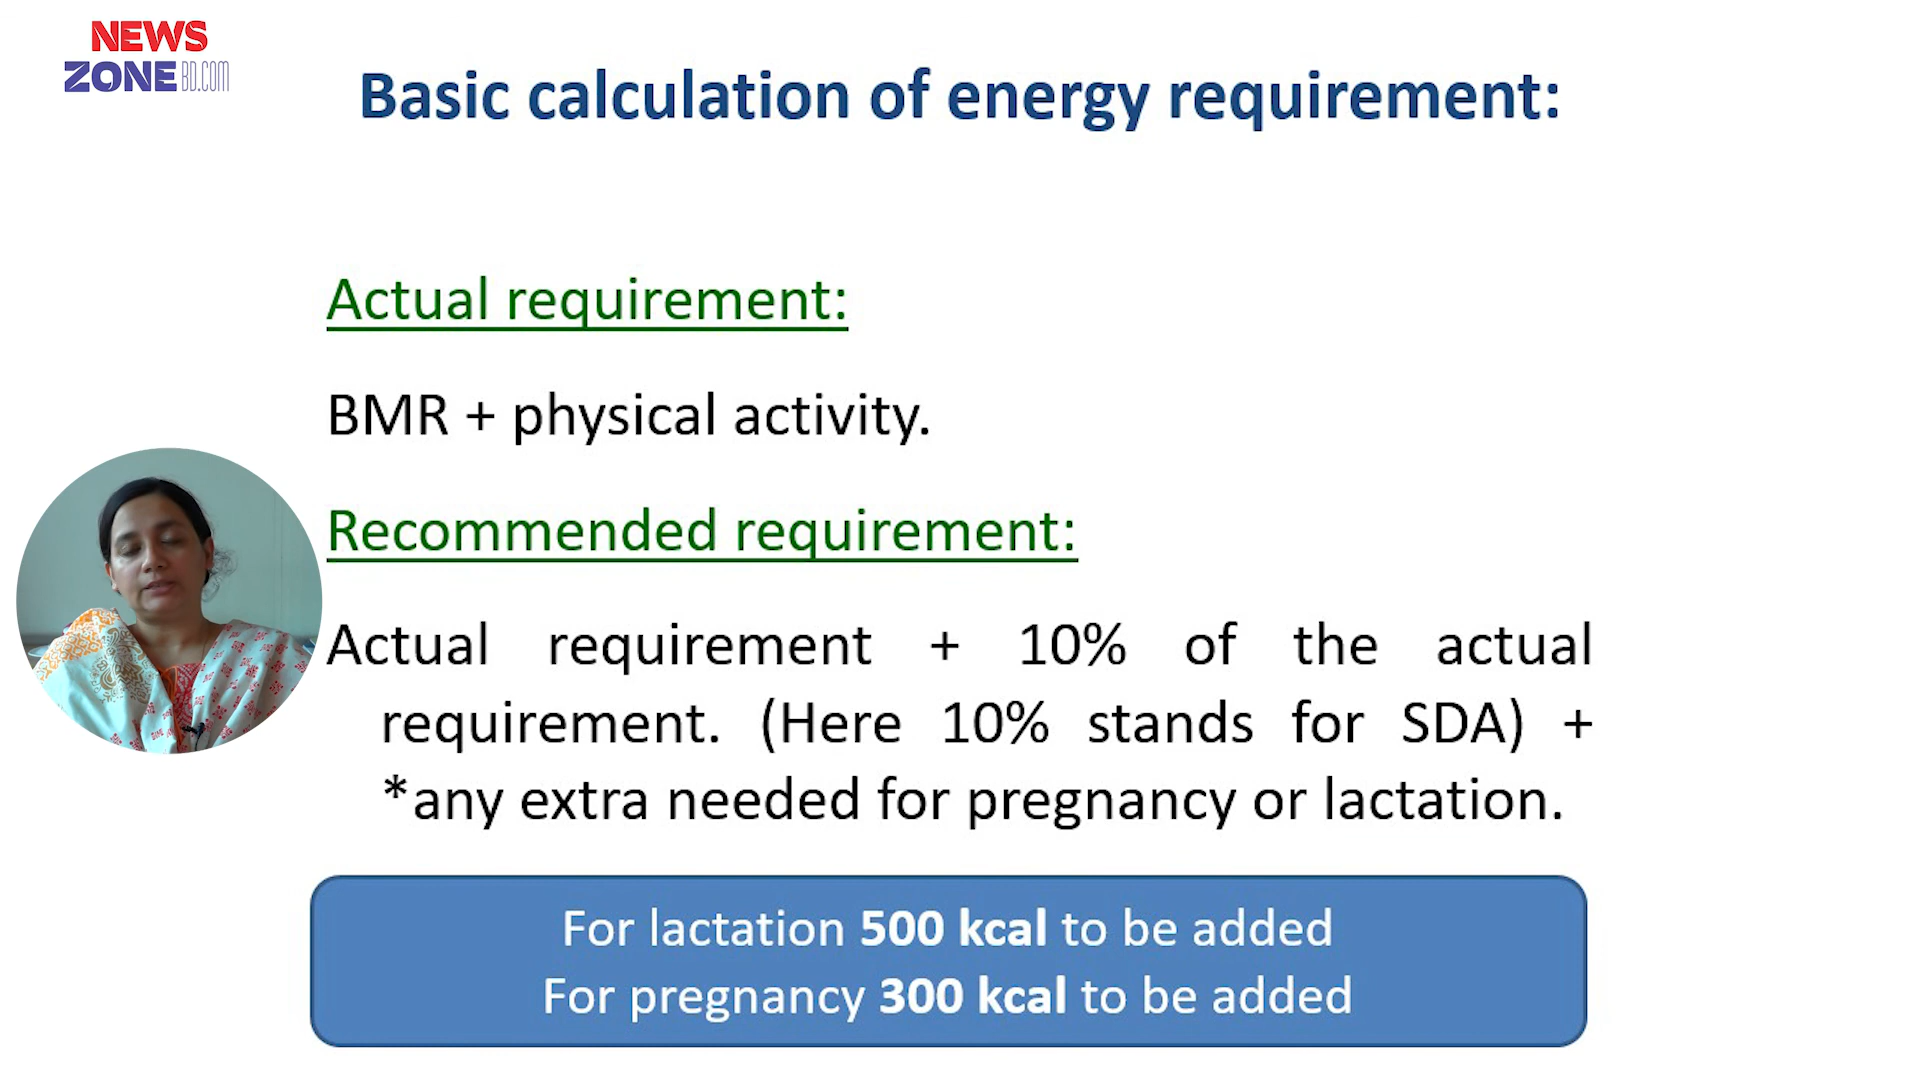 NEWS
ZONE BD.COM
Basic calculation of energy requirement:
Actual requirement:
BMR + physical activity.
Recommended requirement:
Actual requirement + 10% of the actual
requirement. (Here 10% stands for SDA) +
*any extra needed for pregnancy or lactation.
For lactation 500 kcal to be added
For pregnancy 300 kcal to be added